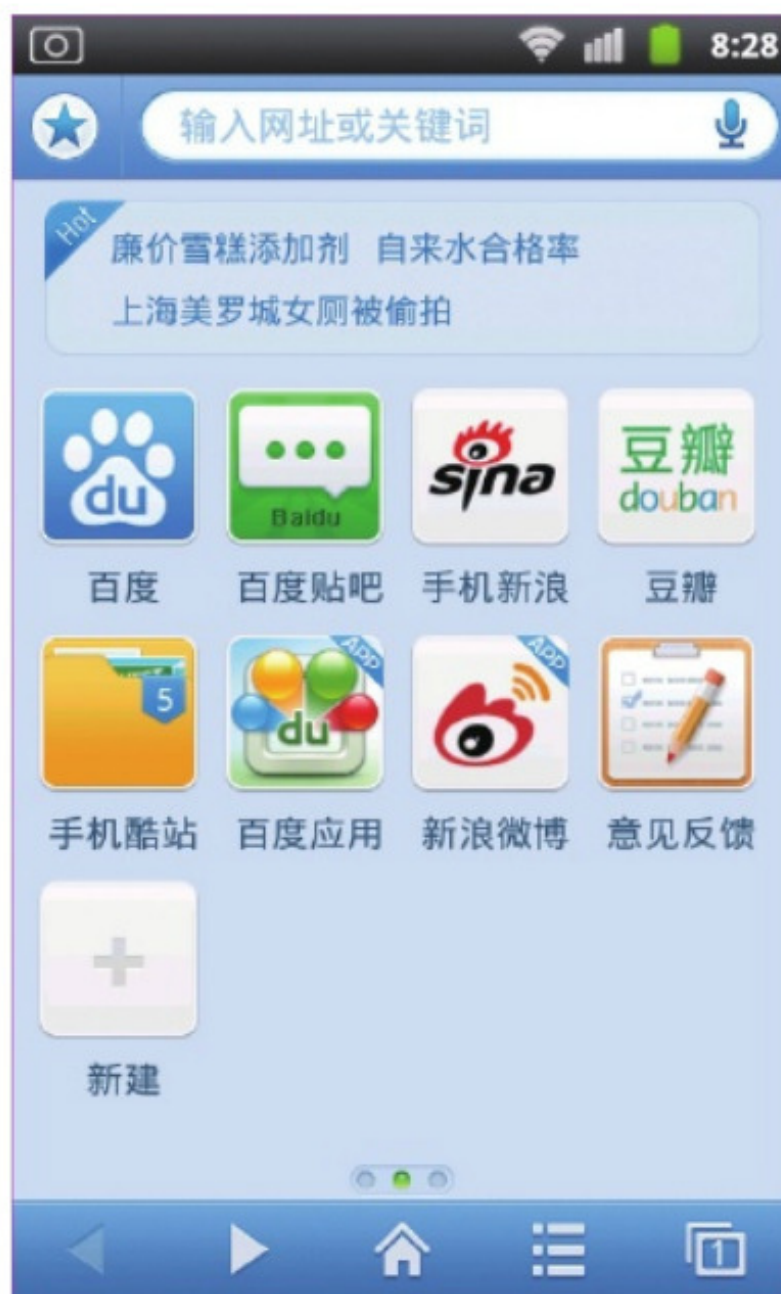 8:28
输入网址或关键词
Hot
廉价雪糕添加剂 自来水合格率
上海美罗城女厕被偷拍
du Baidu sina 豆瓣
douban
百度 百度贴吧 手机新浪 豆瓣
5 du App App
手机酷站 百度应用 新浪微博 意见反馈
新建
1